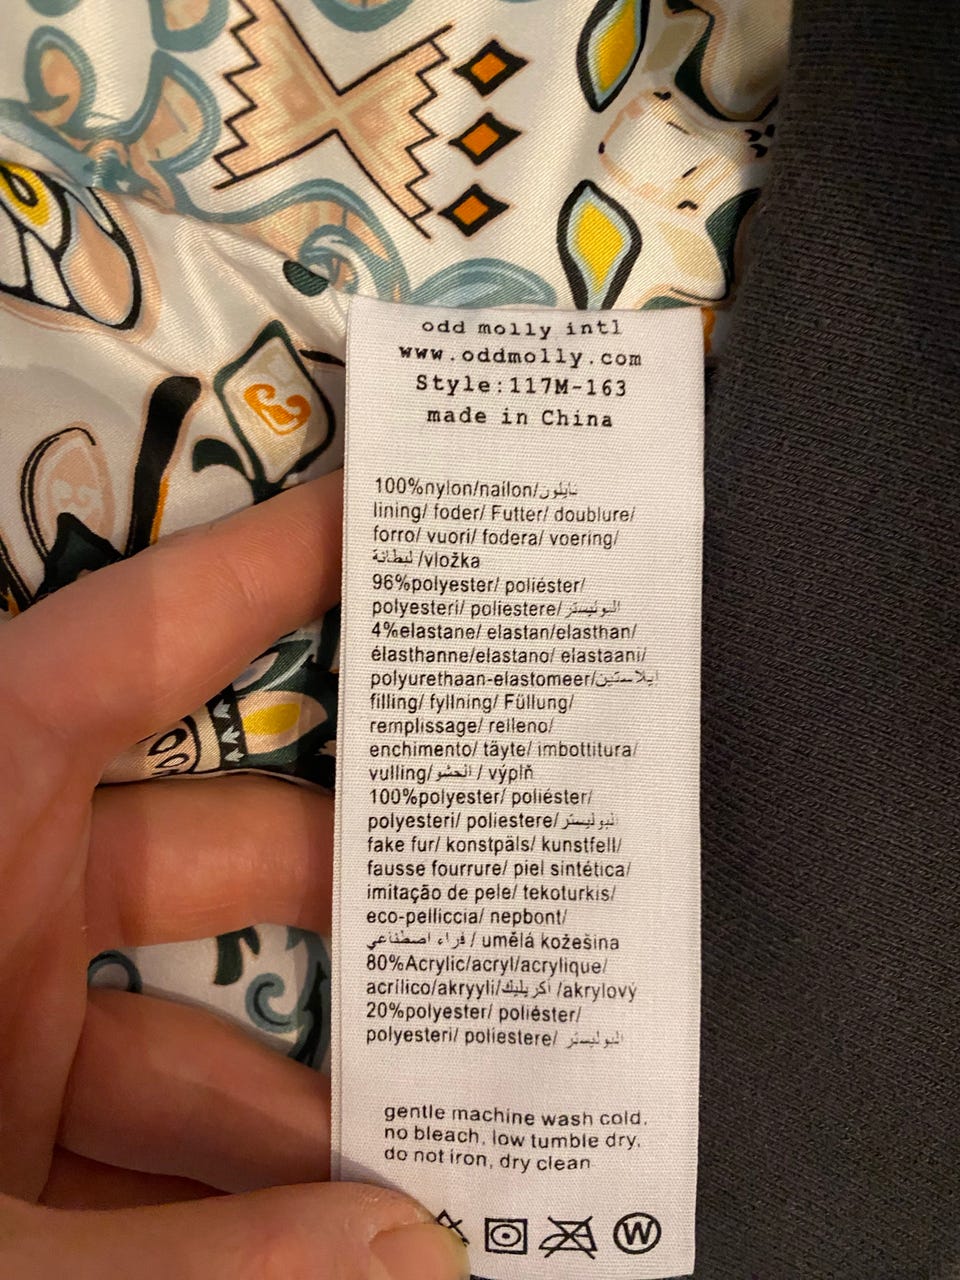 odd molly intl
www.oddmolly.com
Style:117M-163
made in China
100%nylon/nailon/نايلون
lining/ foder/ Futter/ doublure/
forro/ vuori/ fodera/ voering/
لبطانة /vložka
96%polyester/ poliéster/
polyesteri/ poliestere/البوليستر
4%elastane/ elastan/elasthan/
élasthanne/elastano/ elastaani/
polyurethaan-elastomeer/ايلاستين
filling/ fyllning/ Füllung/
remplissage/ relleno/
enchimento/ täyte/ imbottitura/
vulling/الحشو / výplň
100%polyester/ poliéster/
polyesteri/ poliestere/البوليستر
fake fur/ konstpäls/ kunstfell/
fausse fourrure/ piel sintética/
imitação de pele/ tekoturkis/
eco-pelliccia/ nepbont/
فراء اصطناعي / umělá kožešina
80%Acrylic/acryl/acrylique/
acrílico/akryyli/أكريليك /akrylový
20%polyester/ poliéster/
polyesteri/ poliestere/ البوليستر
gentle machine wash cold,
no bleach, low tumble dry,
do not iron, dry clean
W